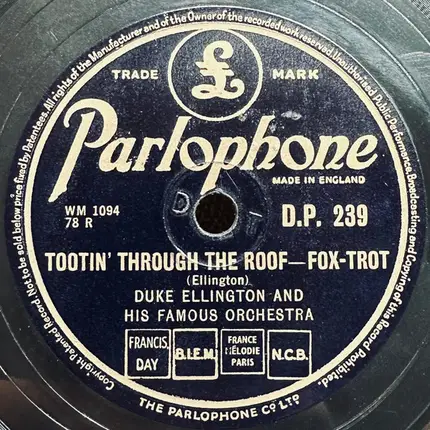 All rights of the Manufacturer and of the Owner of the recorded work reserved. Unauthorised Public Performance, Broadcasting and Copying of this Record Prohibited.
Copyright Patented Record. Not to be sold below price fixed by Patentees.
£
TRADE MARK
Parlophone
MADE IN ENGLAND
WM 1094
78 R
D.P. 239
TOOTIN' THROUGH THE ROOF—FOX-TROT
(Ellington)
DUKE ELLINGTON AND
HIS FAMOUS ORCHESTRA
FRANCIS, DAY
B.I.E.M.
FRANCE MÉLODIE PARIS
N.C.B.
THE PARLOPHONE Cº LTD